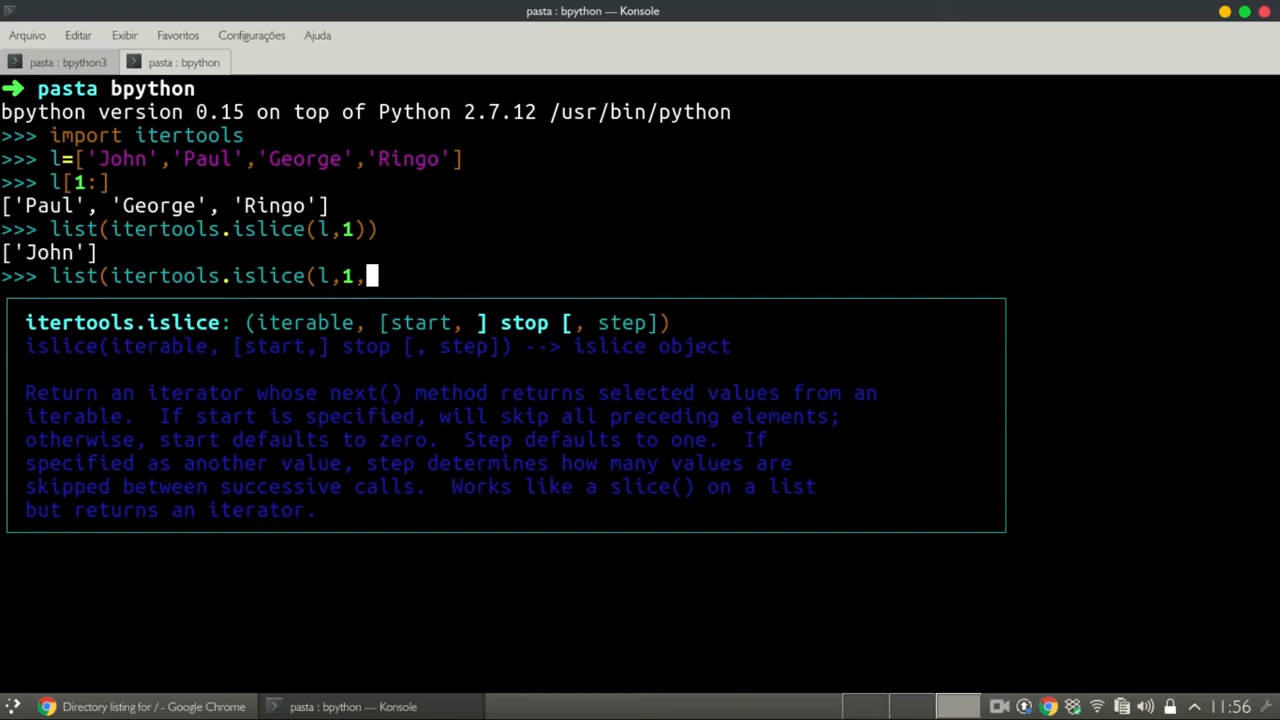 pasta : bpython — Konsole
Arquivo Editar Exibir Favoritos Configurações Ajuda
pasta : bpython3 pasta : bpython
➜ pasta bpython
bpython version 0.15 on top of Python 2.7.12 /usr/bin/python
>>> import itertools
>>> l=['John','Paul','George','Ringo']
>>> l[1:]
['Paul', 'George', 'Ringo']
>>> list(itertools.islice(l,1))
['John']
>>> list(itertools.islice(l,1,
itertools.islice: (iterable, [start, ] stop [, step])
islice(iterable, [start,] stop [, step]) --> islice object
Return an iterator whose next() method returns selected values from an
iterable.  If start is specified, will skip all preceding elements;
otherwise, start defaults to zero.  Step defaults to one.  If
specified as another value, step determines how many values are
skipped between successive calls.  Works like a slice() on a list
but returns an iterator.
Directory listing for / - Google Chrome pasta : bpython — Konsole 11:56